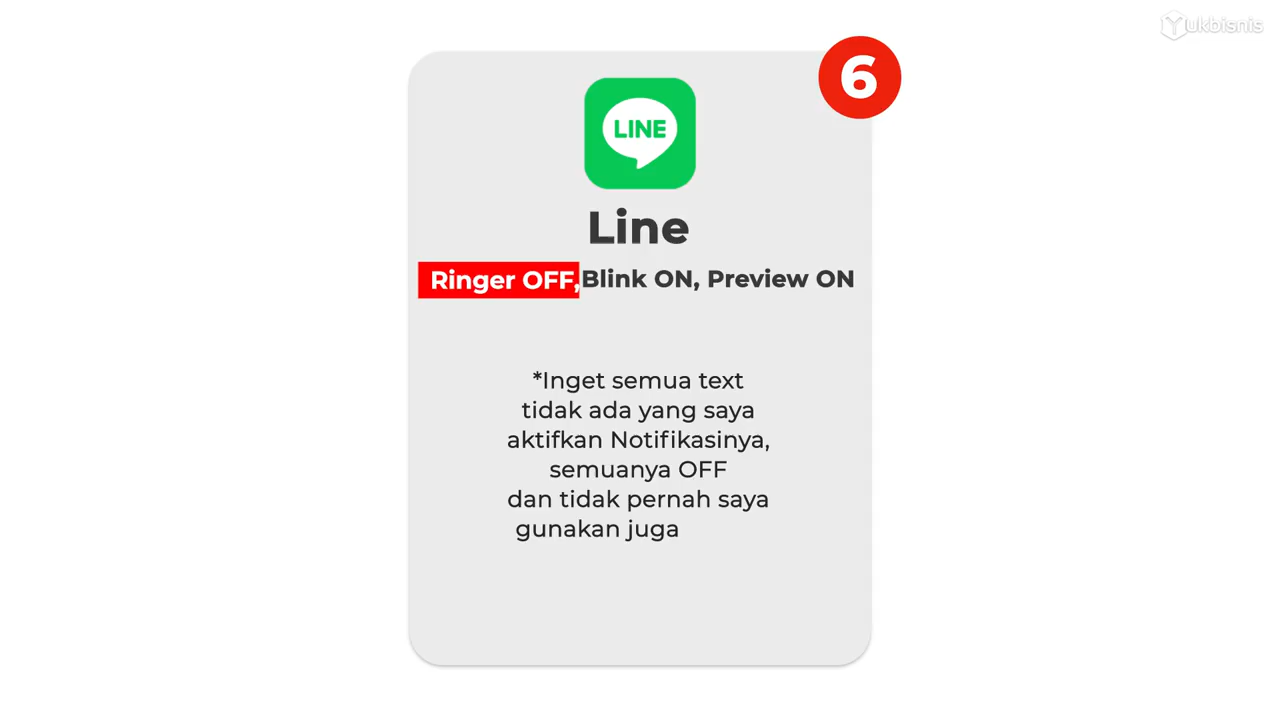 Yukbisnis
6
LINE
Line
Ringer OFF, Blink ON, Preview ON
*Inget semua text
tidak ada yang saya
aktifkan Notifikasinya,
semuanya OFF
dan tidak pernah saya
gunakan juga